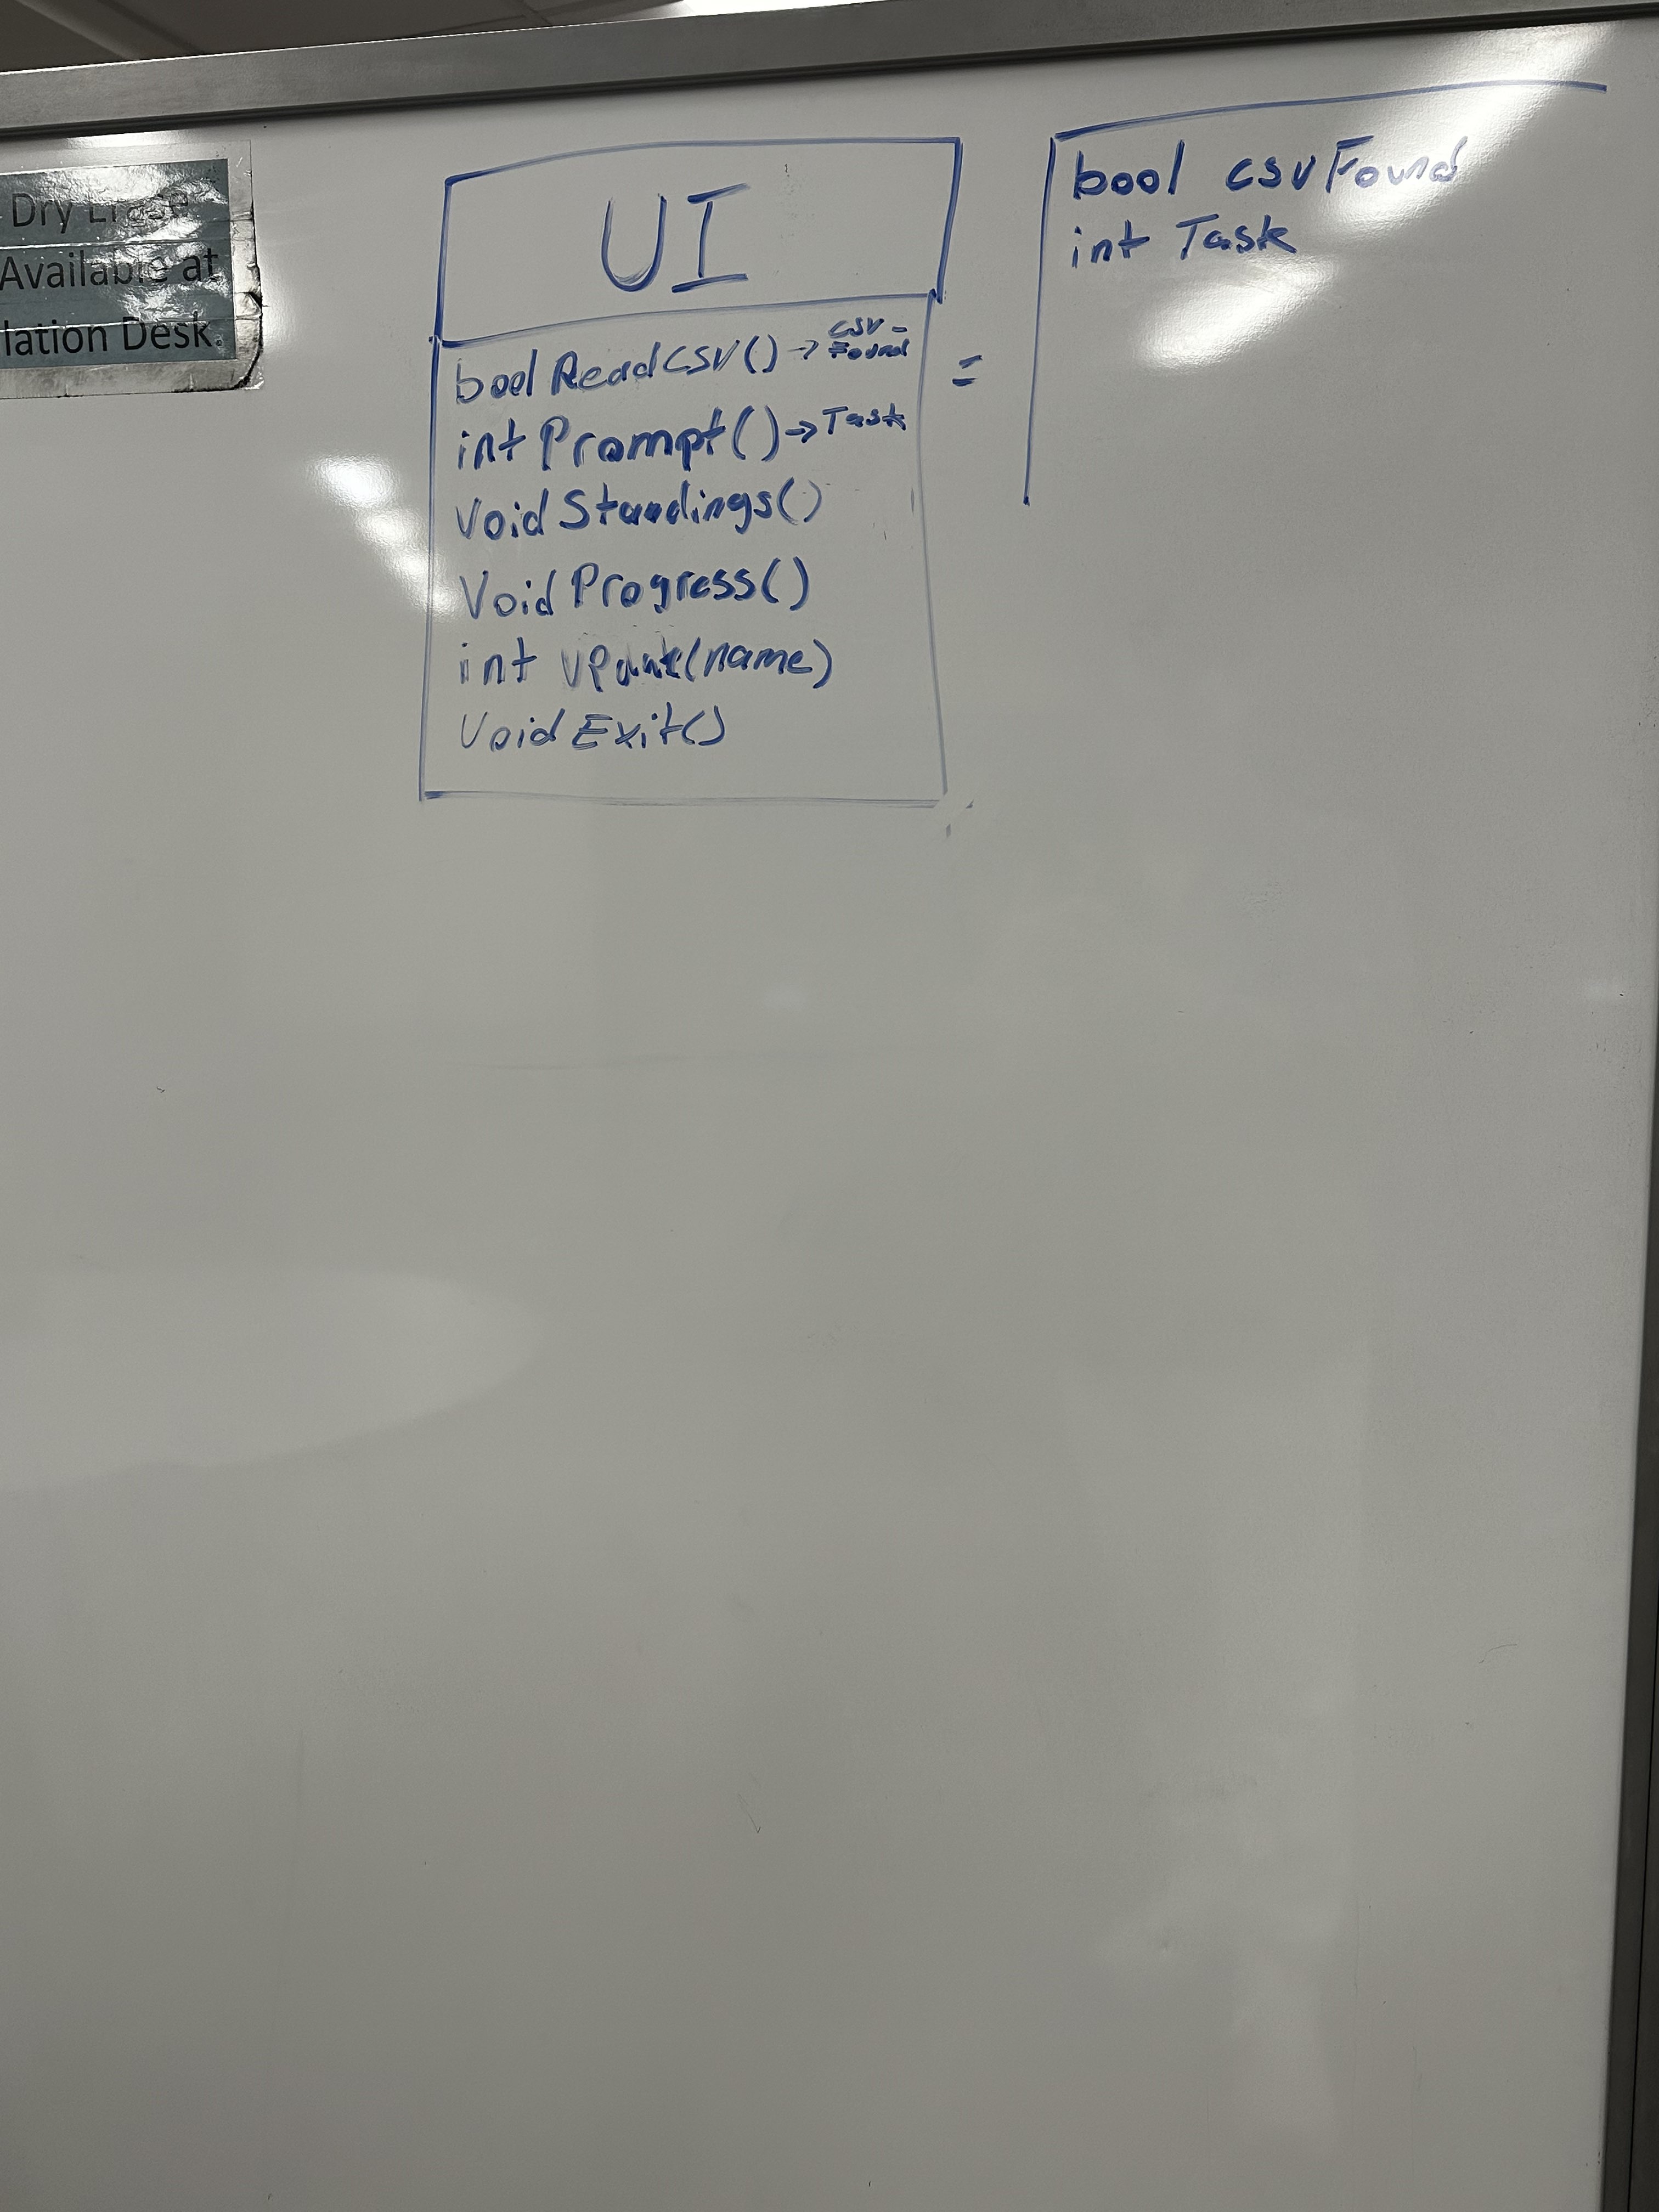 Dry Erase
Available at
lation Desk.
UI
bool ReadCSV() → csv-
Found
int Prompt() → Task
void Standings()
Void Progress()
int update(name)
Void Exit()
=
bool csvFound
int Task